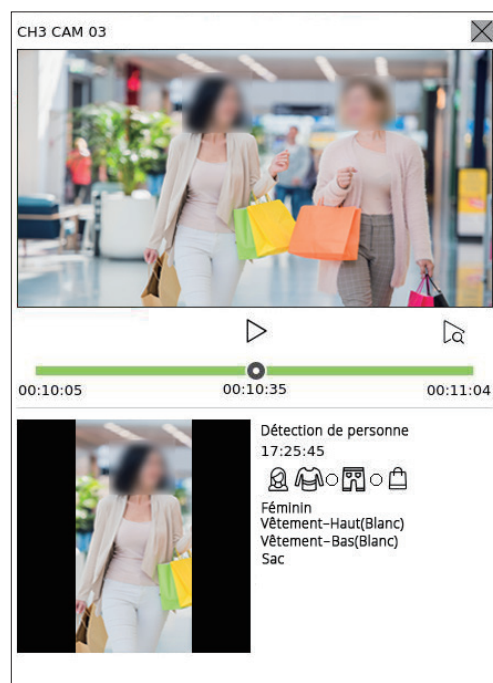 CH3 CAM 03
00:10:05
00:10:35
00:11:04
Détection de personne
17:25:45
Féminin
Vêtement-Haut(Blanc)
Vêtement-Bas(Blanc)
Sac